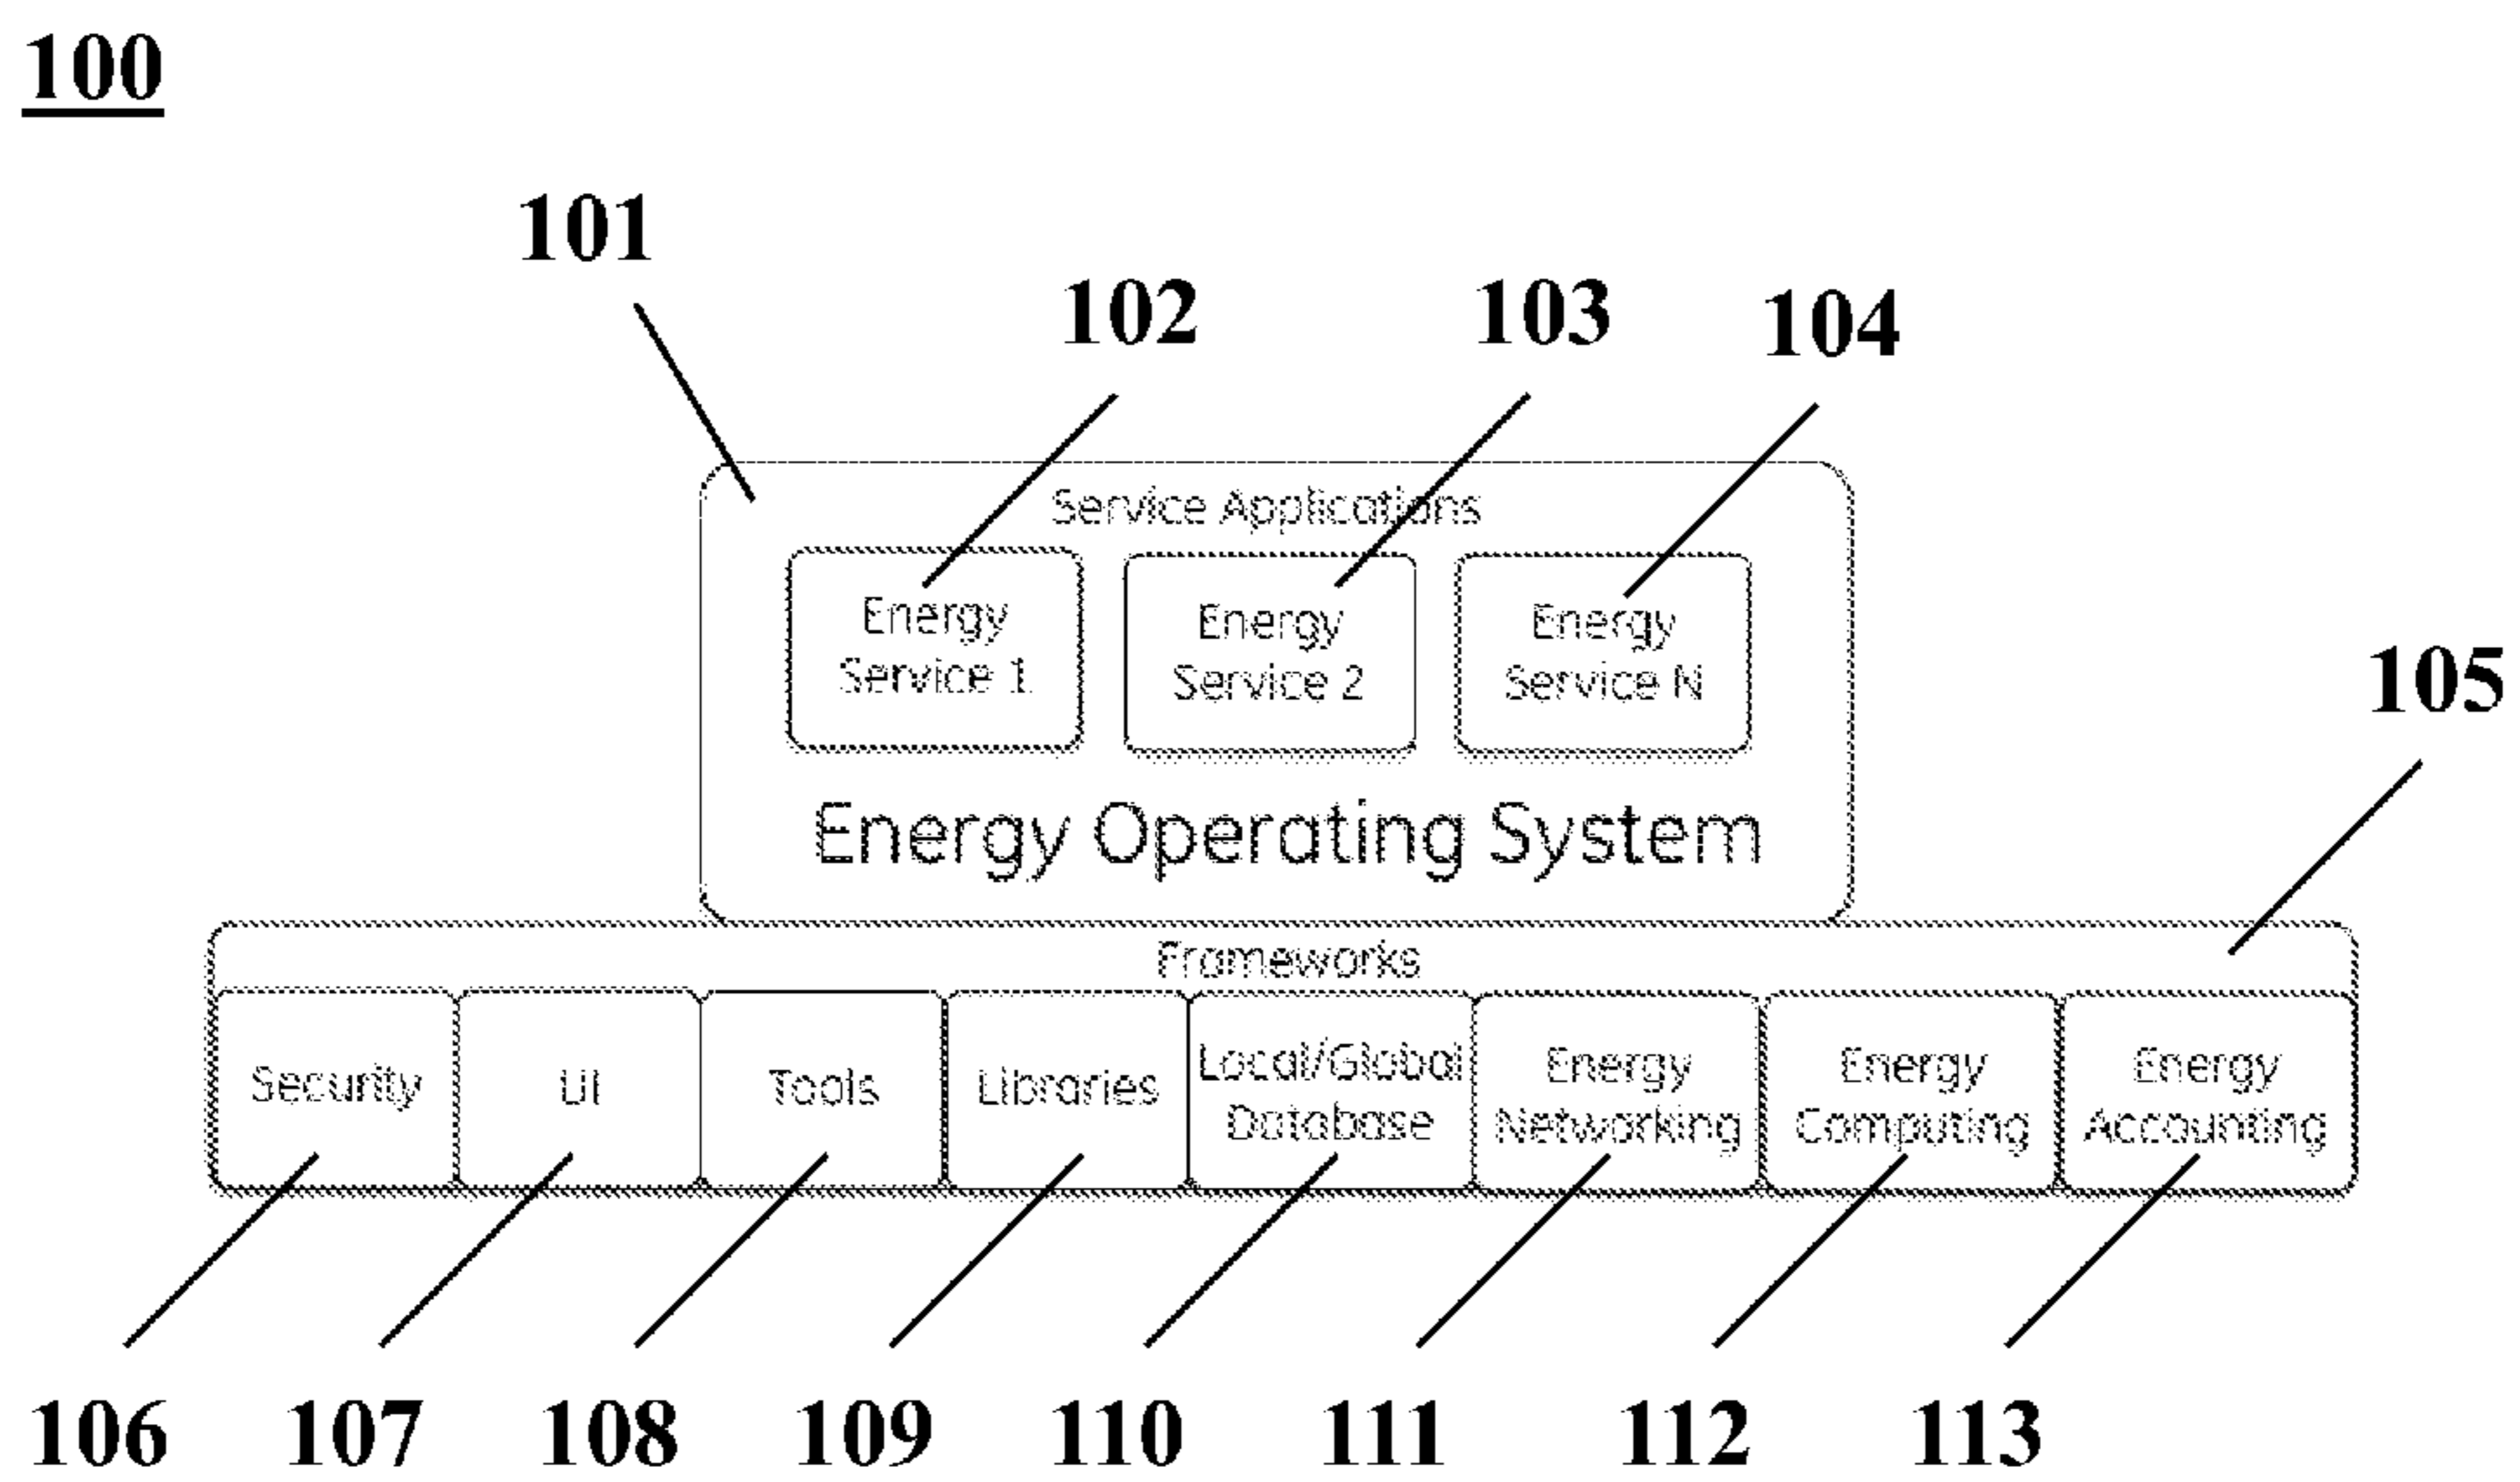 100
101
102
103
104
Service Applications
Energy
Service 1
Energy
Service 2
Energy
Service N
105
Energy Operating System
Frameworks
Security
UI
Tools
Libraries
Local/Global
Database
Energy
Networking
Energy
Computing
Energy
Accounting
106
107
108
109
110
111
112
113